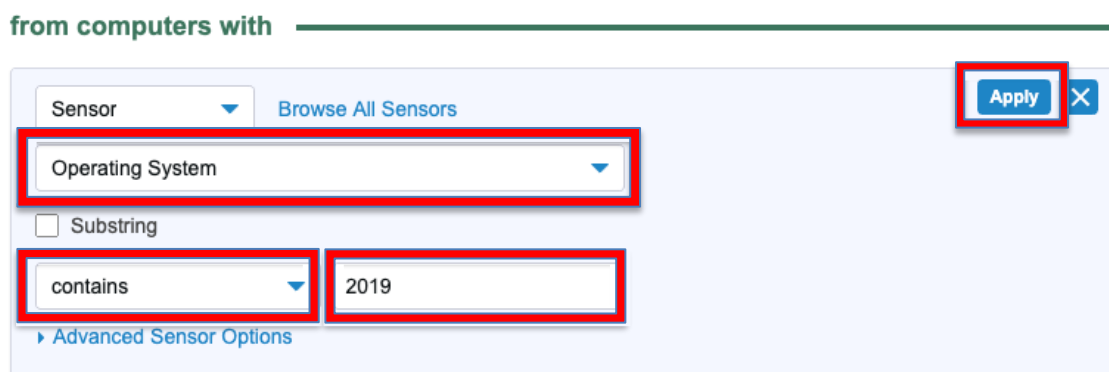 from computers with
Sensor Browse All Sensors Apply
Operating System
Substring
contains 2019
Advanced Sensor Options